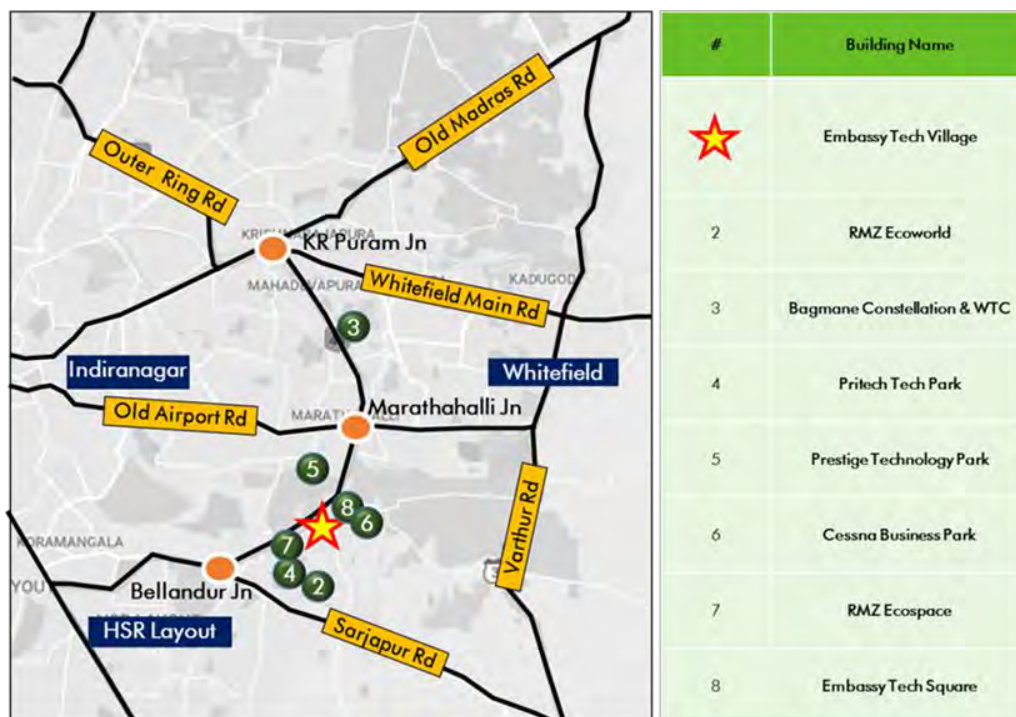 Old Madras Rd
Outer Ring Rd
KR Puram Jn
MAHADEVAPURA
KADUGOD
Whitefield Main Rd
3
Indiranagar
Whitefield
Marathahalli Jn
Old Airport Rd
5
8
6
Varthur Rd
KORAMANGALA
7
4
2
YOUT
Bellandur Jn
HSR Layout
Sarjapur Rd
# Building Name
Embassy Tech Village
2 RMZ Ecoworld
3 Bagmane Constellation & WTC
4 Pritech Tech Park
5 Prestige Technology Park
6 Cessna Business Park
7 RMZ Ecospace
8 Embassy Tech Square